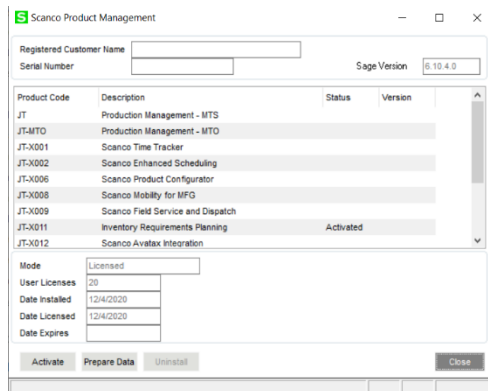 S Scanco Product Management
Registered Customer Name
Serial Number Sage Version 6.10.4.0
Product Code Description Status Version
JT Production Management - MTS
JT-MTO Production Management - MTO
JT-X001 Scanco Time Tracker
JT-X002 Scanco Enhanced Scheduling
JT-X006 Scanco Product Configurator
JT-X008 Scanco Mobility for MFG
JT-X009 Scanco Field Service and Dispatch
JT-X011 Inventory Requirements Planning Activated
JT-X012 Scanco Avatax Integration
Mode Licensed
User Licenses 20
Date Installed 12/4/2020
Date Licensed 12/4/2020
Date Expires
Activate Prepare Data Uninstall Close